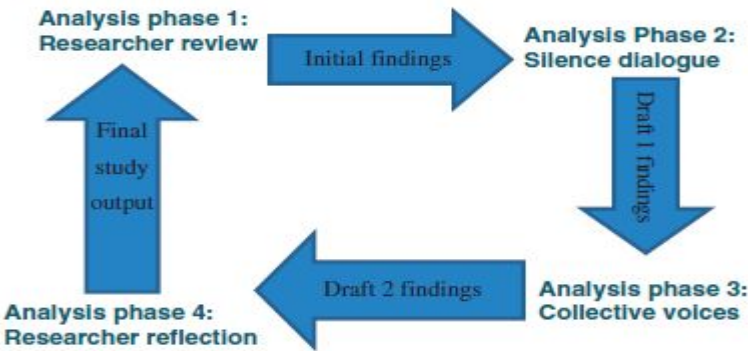 Analysis phase 1:
Researcher review
Initial findings
Analysis Phase 2:
Silence dialogue
Draft 1 findings
Analysis phase 3:
Collective voices
Draft 2 findings
Analysis phase 4:
Researcher reflection
Final
study
output